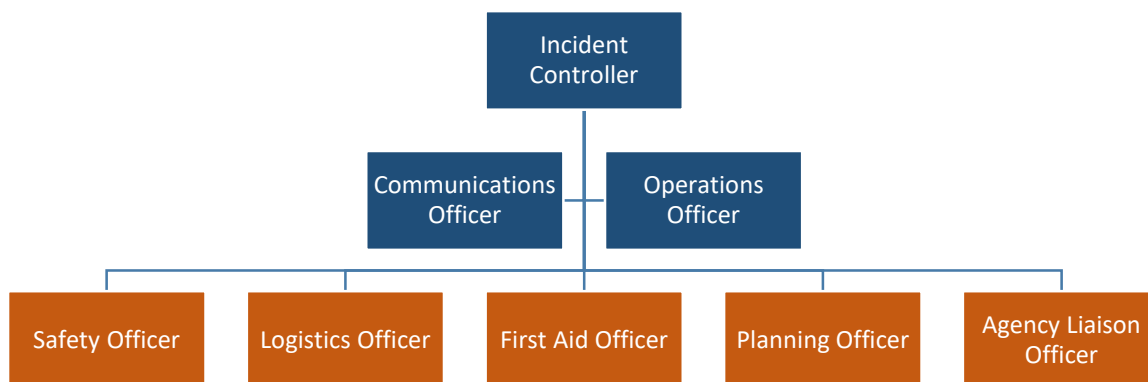 Incident
Controller
Communications
Officer
Operations
Officer
Safety Officer
Logistics Officer
First Aid Officer
Planning Officer
Agency Liaison
Officer